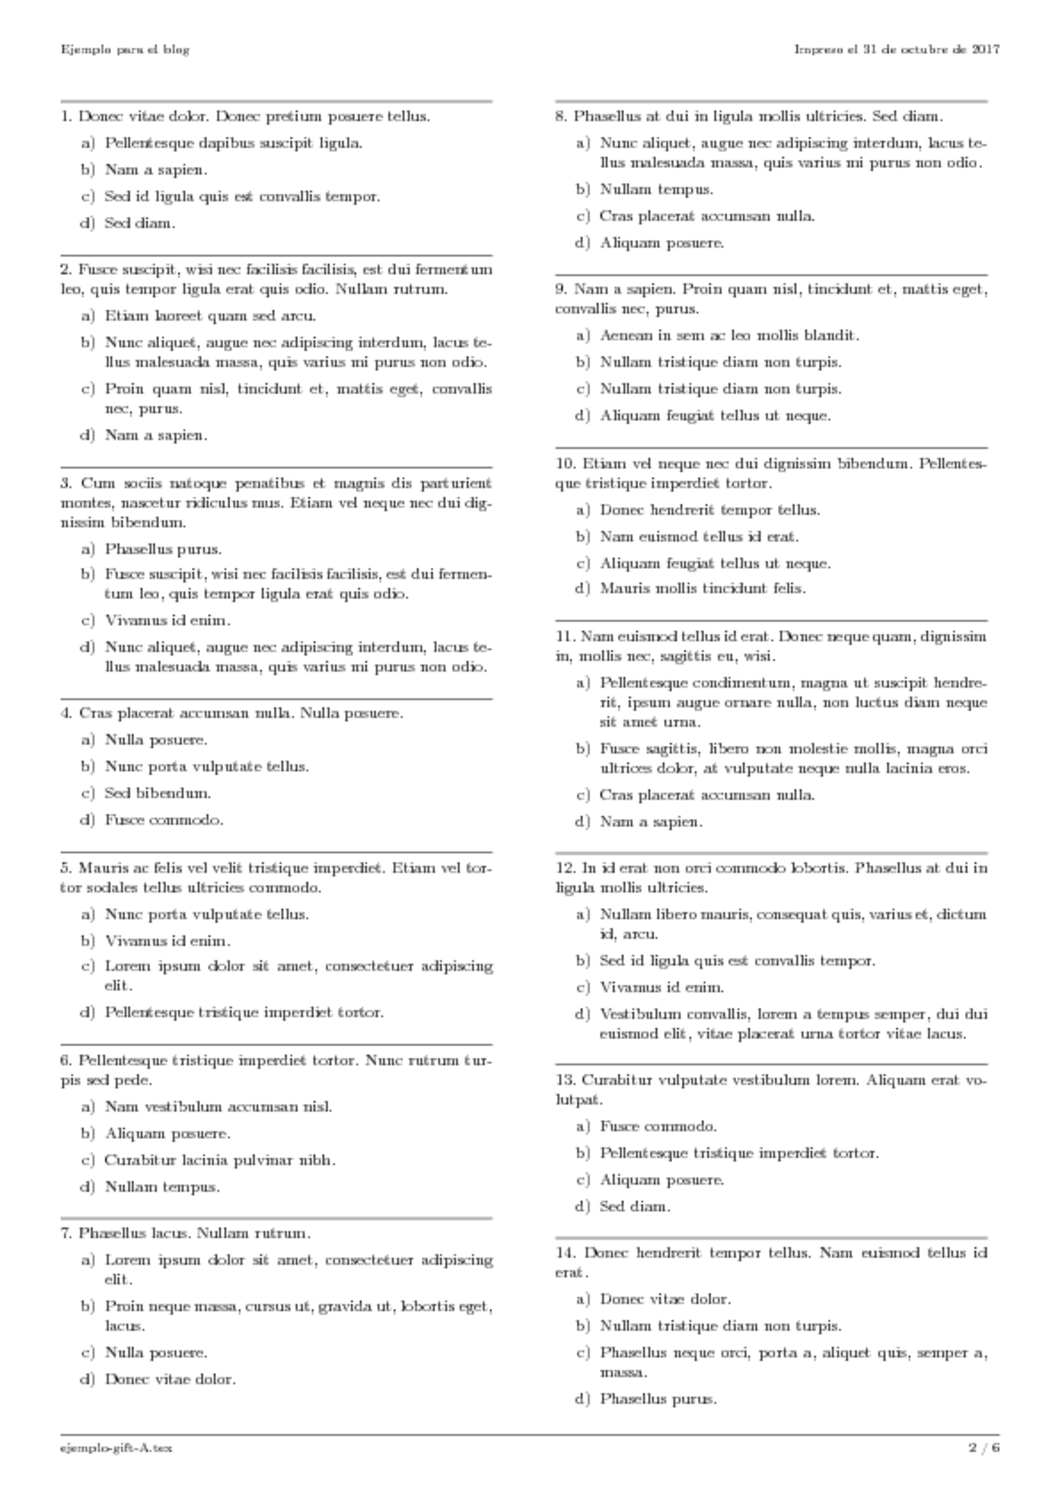 Ejemplo para el blog
Impreso el 31 de octubre de 2017
1. Donec vitae dolor. Donec pretium posuere tellus.
a) Pellentesque dapibus suscipit ligula.
b) Nam a sapien.
c) Sed id ligula quis est convallis tempor.
d) Sed diam.
2. Fusce suscipit, wisi nec facilisis facilisis, est dui fermentum
leo, quis tempor ligula erat quis odio. Nullam rutrum.
a) Etiam laoreet quam sed arcu.
b) Nunc aliquet, augue nec adipiscing interdum, lacus te-
llus malesuada massa, quis varius mi purus non odio.
c) Proin quam nisl, tincidunt et, mattis eget, convallis
nec, purus.
d) Nam a sapien.
3. Cum sociis natoque penatibus et magnis dis parturient
montes, nascetur ridiculus mus. Etiam vel neque nec dui dig-
nissim bibendum.
a) Phasellus purus.
b) Fusce suscipit, wisi nec facilisis facilisis, est dui fermen-
tum leo, quis tempor ligula erat quis odio.
c) Vivamus id enim.
d) Nunc aliquet, augue nec adipiscing interdum, lacus te-
llus malesuada massa, quis varius mi purus non odio.
4. Cras placerat accumsan nulla. Nulla posuere.
a) Nulla posuere.
b) Nunc porta vulputate tellus.
c) Sed bibendum.
d) Fusce commodo.
5. Mauris ac felis vel velit tristique imperdiet. Etiam vel tor-
tor sodales tellus ultricies commodo.
a) Nunc porta vulputate tellus.
b) Vivamus id enim.
c) Lorem ipsum dolor sit amet, consectetuer adipiscing
elit.
d) Pellentesque tristique imperdiet tortor.
6. Pellentesque tristique imperdiet tortor. Nunc rutrum tur-
pis sed pede.
a) Nam vestibulum accumsan nisl.
b) Aliquam posuere.
c) Curabitur lacinia pulvinar nibh.
d) Nullam tempus.
7. Phasellus lacus. Nullam rutrum.
a) Lorem ipsum dolor sit amet, consectetuer adipiscing
elit.
b) Proin neque massa, cursus ut, gravida ut, lobortis eget,
lacus.
c) Nulla posuere.
d) Donec vitae dolor.
8. Phasellus at dui in ligula mollis ultricies. Sed diam.
a) Nunc aliquet, augue nec adipiscing interdum, lacus te-
llus malesuada massa, quis varius mi purus non odio.
b) Nullam tempus.
c) Cras placerat accumsan nulla.
d) Aliquam posuere.
9. Nam a sapien. Proin quam nisl, tincidunt et, mattis eget,
convallis nec, purus.
a) Aenean in sem ac leo mollis blandit.
b) Nullam tristique diam non turpis.
c) Nullam tristique diam non turpis.
d) Aliquam feugiat tellus ut neque.
10. Etiam vel neque nec dui dignissim bibendum. Pellentes-
que tristique imperdiet tortor.
a) Donec hendrerit tempor tellus.
b) Nam euismod tellus id erat.
c) Aliquam feugiat tellus ut neque.
d) Mauris mollis tincidunt felis.
11. Nam euismod tellus id erat. Donec neque quam, dignissim
in, mollis nec, sagittis eu, wisi.
a) Pellentesque condimentum, magna ut suscipit hendre-
rit, ipsum augue ornare nulla, non luctus diam neque
sit amet urna.
b) Fusce sagittis, libero non molestie mollis, magna orci
ultrices dolor, at vulputate neque nulla lacinia eros.
c) Cras placerat accumsan nulla.
d) Nam a sapien.
12. In id erat non orci commodo lobortis. Phasellus at dui in
ligula mollis ultricies.
a) Nullam libero mauris, consequat quis, varius et, dictum
id, arcu.
b) Sed id ligula quis est convallis tempor.
c) Vivamus id enim.
d) Vestibulum convallis, lorem a tempus semper, dui dui
euismod elit, vitae placerat urna tortor vitae lacus.
13. Curabitur vulputate vestibulum lorem. Aliquam erat vo-
lutpat.
a) Fusce commodo.
b) Pellentesque tristique imperdiet tortor.
c) Aliquam posuere.
d) Sed diam.
14. Donec hendrerit tempor tellus. Nam euismod tellus id
erat.
a) Donec vitae dolor.
b) Nullam tristique diam non turpis.
c) Phasellus neque orci, porta a, aliquet quis, semper a,
massa.
d) Phasellus purus.
ejemplo-gift-A.tex
2 / 6